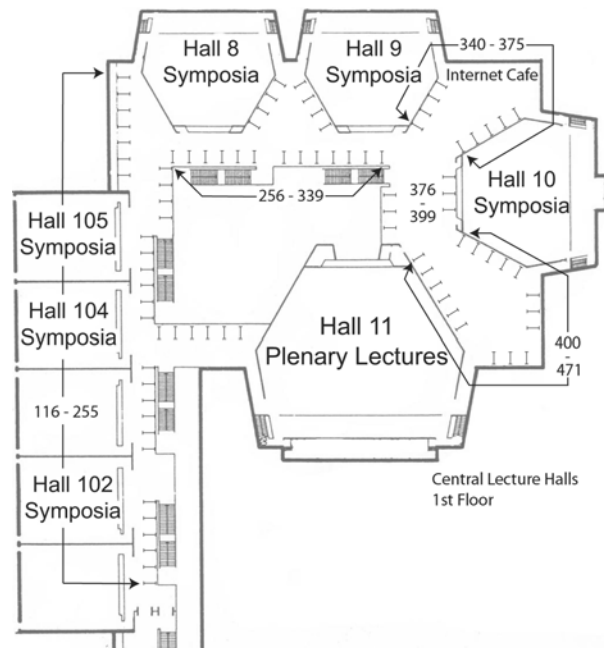 Hall 8
Symposia
Hall 9
Symposia
340 - 375
Internet Cafe
256 - 339
376
-
399
Hall 10
Symposia
Hall 105
Symposia
Hall 104
Symposia
Hall 11
Plenary Lectures
400
-
471
116 - 255
Hall 102
Symposia
Central Lecture Halls
1st Floor